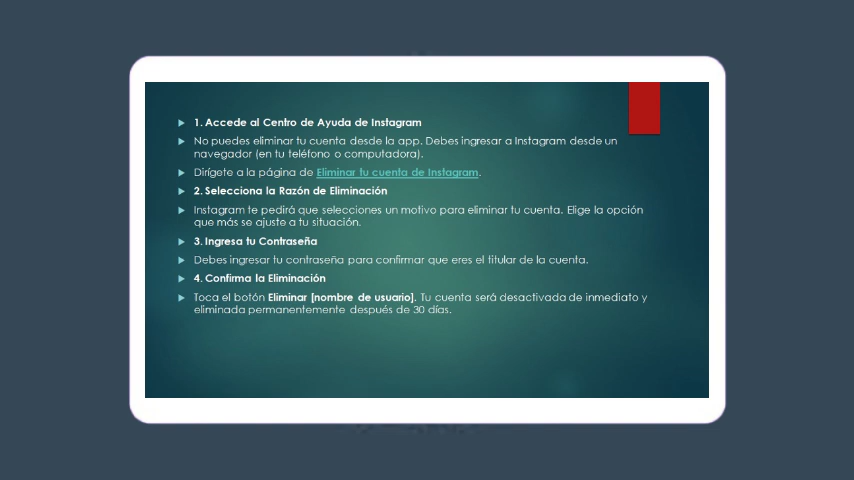 1. Accede al Centro de Ayuda de Instagram
No puedes eliminar tu cuenta desde la app. Debes ingresar a Instagram desde un
navegador (en tu teléfono o computadora).
Dirígete a la página de Eliminar tu cuenta de Instagram.
2. Selecciona la Razón de Eliminación
Instagram te pedirá que selecciones un motivo para eliminar tu cuenta. Elige la opción
que más se ajuste a tu situación.
3. Ingresa tu Contraseña
Debes ingresar tu contraseña para confirmar que eres el titular de la cuenta.
4. Confirma la Eliminación
Toca el botón Eliminar [nombre de usuario]. Tu cuenta será desactivada de inmediato y
eliminada permanentemente después de 30 días.